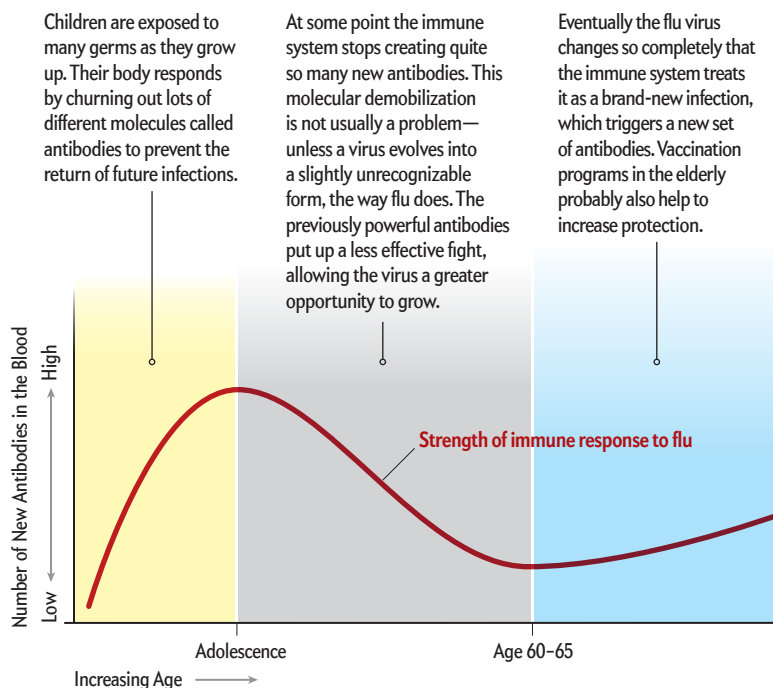 Children are exposed to
many germs as they grow
up. Their body responds
by churning out lots of
different molecules called
antibodies to prevent the
return of future infections.
At some point the immune
system stops creating quite
so many new antibodies. This
molecular demobilization
is not usually a problem—
unless a virus evolves into
a slightly unrecognizable
form, the way flu does. The
previously powerful antibodies
put up a less effective fight,
allowing the virus a greater
opportunity to grow.
Eventually the flu virus
changes so completely that
the immune system treats
it as a brand-new infection,
which triggers a new set
of antibodies. Vaccination
programs in the elderly
probably also help to
increase protection.
Number of New Antibodies in the Blood
High
Low
Strength of immune response to flu
Adolescence
Age 60–65
Increasing Age